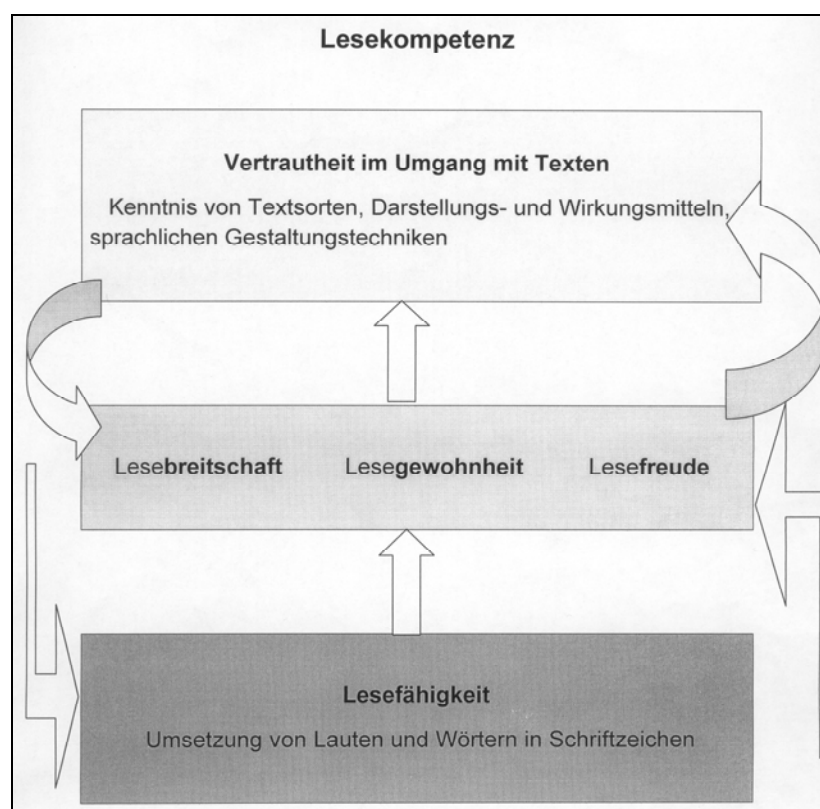 Lesekompetenz
Vertrautheit im Umgang mit Texten
Kenntnis von Textsorten, Darstellungs- und Wirkungsmitteln,
sprachlichen Gestaltungstechniken
Lesebreitschaft Lesegewohnheit Lesefreude
Lesefähigkeit
Umsetzung von Lauten und Wörtern in Schriftzeichen